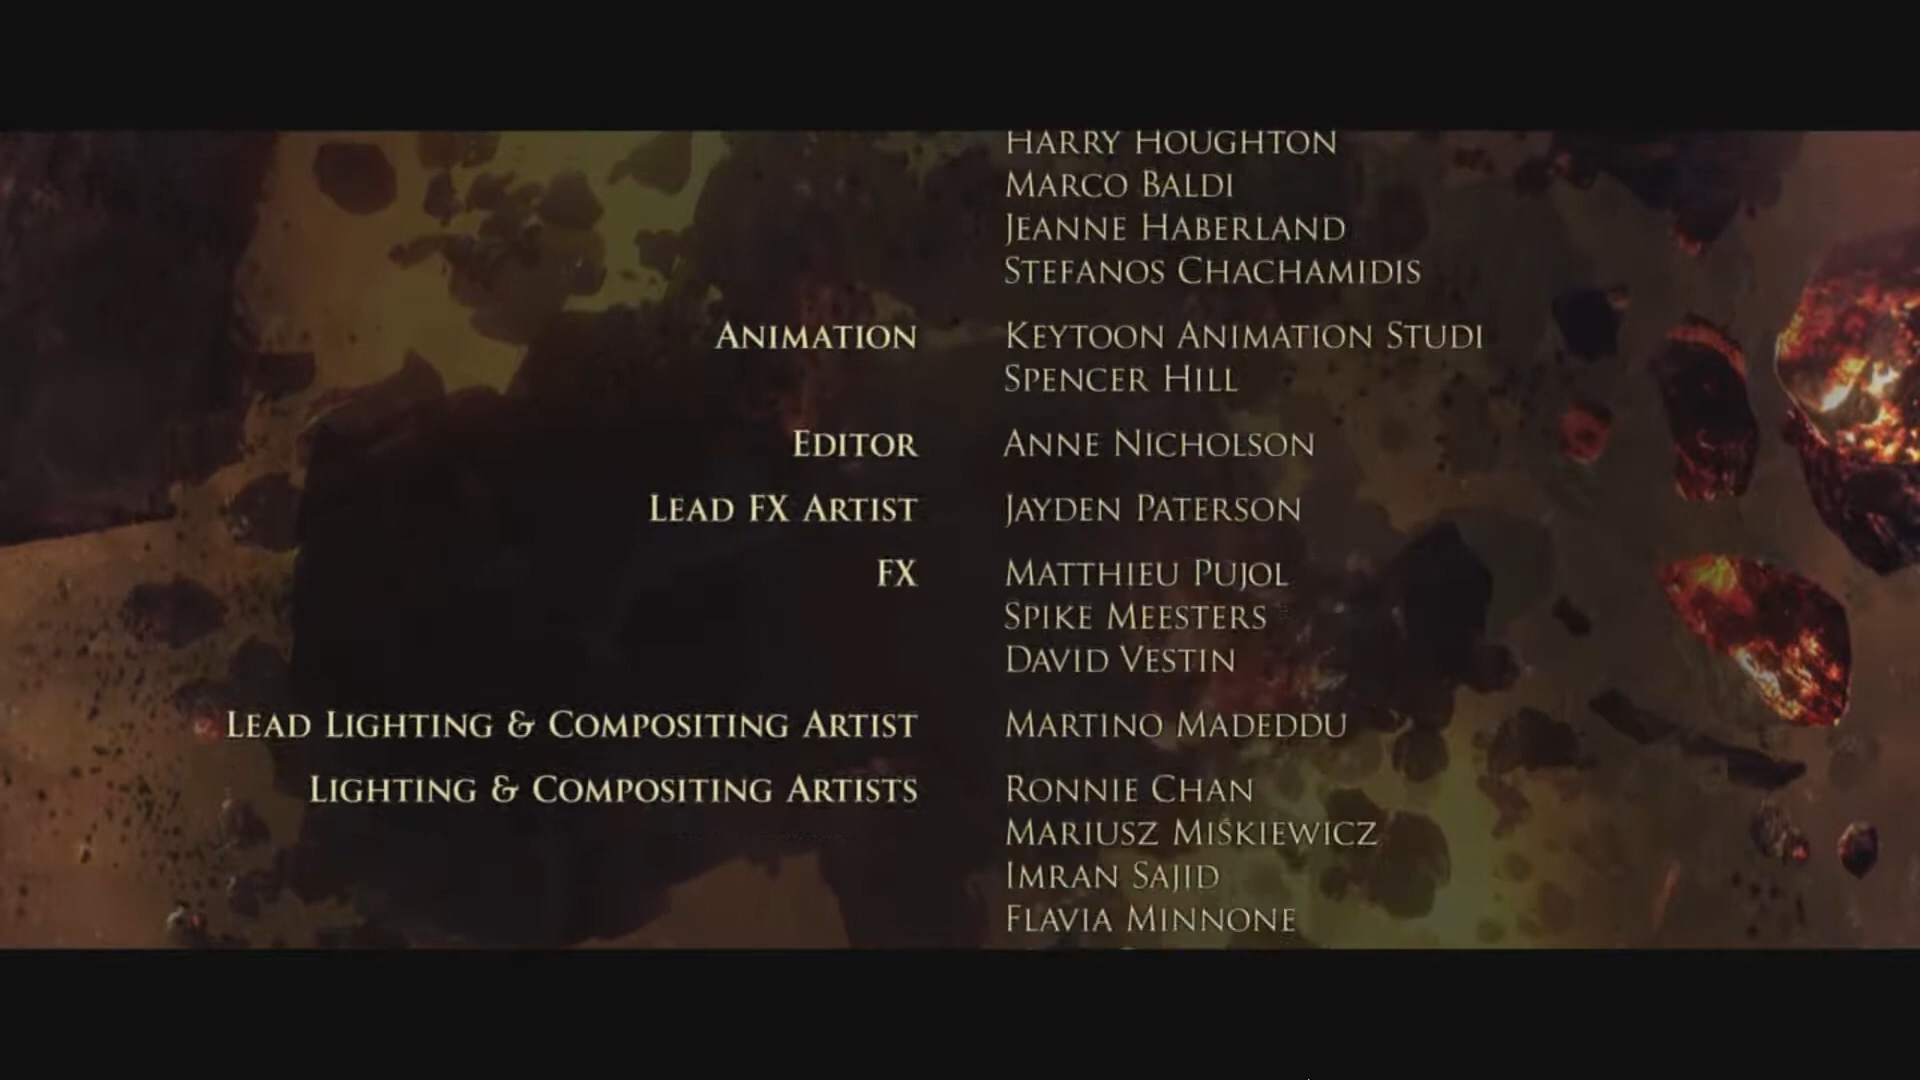 HARRY HOUGHTON
MARCO BALDI
JEANNE HABERLAND
STEFANOS CHACHAMIDIS
ANIMATION KEYTOON ANIMATION STUDI
SPENCER HILL
EDITOR ANNE NICHOLSON
LEAD FX ARTIST JAYDEN PATERSON
FX MATTHIEU PUJOL
SPIKE MEESTERS
DAVID VESTIN
LEAD LIGHTING & COMPOSITING ARTIST MARTINO MADEDDU
LIGHTING & COMPOSITING ARTISTS RONNIE CHAN
MARIUSZ MIŚKIEWICZ
IMRAN SAJID
FLAVIA MINNONE